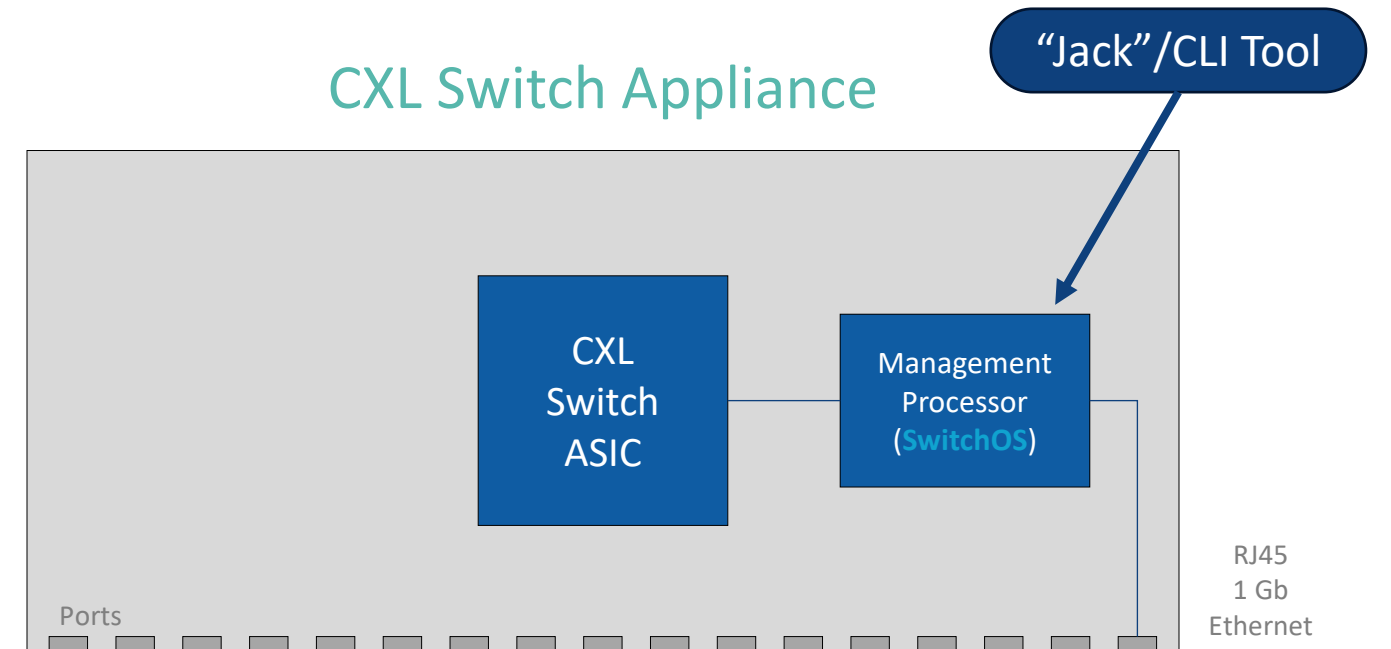 “Jack”/CLI Tool
CXL Switch Appliance
CXL
Switch
ASIC
Management
Processor
(SwitchOS)
RJ45
1 Gb
Ethernet
Ports